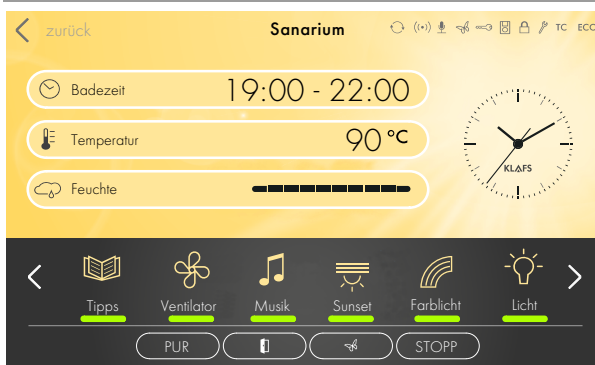 zurück
Sanarium
TC ECO
Badezeit 19:00 - 22:00
Temperatur 90 °C
Feuchte
KLAFS
Tipps Ventilator Musik Sunset Farblicht Licht
PUR STOPP